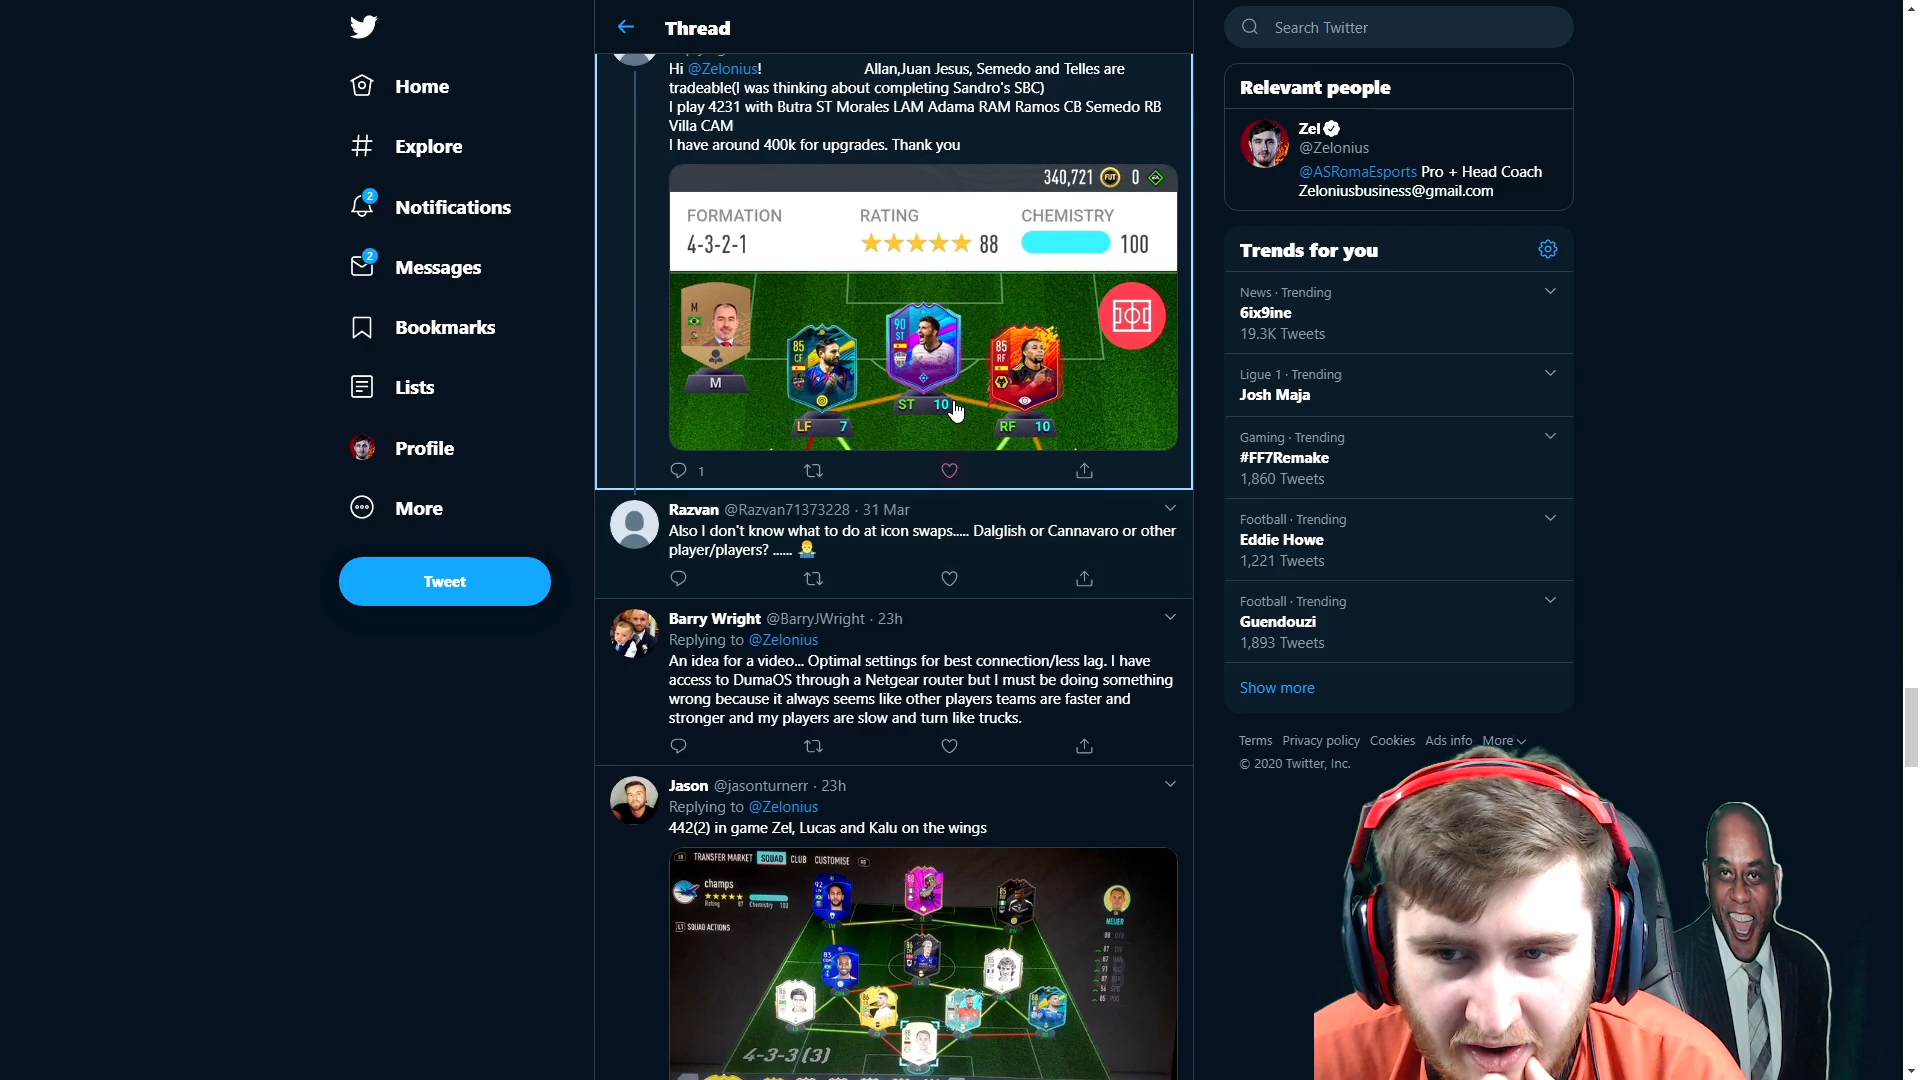 Home
Explore
2
Notifications
2
Messages
Bookmarks
Lists
Profile
More
Tweet
Thread
Hi @Zelonius! Allan,Juan Jesus, Semedo and Telles are
tradeable(I was thinking about completing Sandro's SBC)
I play 4231 with Butra ST Morales LAM Adama RAM Ramos CB Semedo RB
Villa CAM
I have around 400k for upgrades. Thank you
340,721 FUT 0
FORMATION RATING CHEMISTRY
4-3-2-1 88 100
M
M
85
CF
90
ST
85
RF
LF 7
ST 10
RF 10
1
Razvan @Razvan71373228 · 31 Mar
Also I don't know what to do at icon swaps..... Dalglish or Cannavaro or other
player/players? ......
Barry Wright @BarryJWright · 23h
Replying to @Zelonius
An idea for a video... Optimal settings for best connection/less lag. I have
access to DumaOS through a Netgear router but I must be doing something
wrong because it always seems like other players teams are faster and
stronger and my players are slow and turn like trucks.
Jason @jasonturnerr · 23h
Replying to @Zelonius
442(2) in game Zel, Lucas and Kalu on the wings
TRANSFER MARKET SQUAD CLUB CUSTOMISE
champs
Rating 87 Chemistry 100
SQUAD ACTIONS
4-3-3(3)
Search Twitter
Relevant people
Zel
@Zelonius
@ASRomaEsports Pro + Head Coach
Zeloniusbusiness@gmail.com
Trends for you
News · Trending
6ix9ine
19.3K Tweets
Ligue 1 · Trending
Josh Maja
Gaming · Trending
#FF7Remake
1,860 Tweets
Football · Trending
Eddie Howe
1,221 Tweets
Football · Trending
Guendouzi
1,893 Tweets
Show more
Terms Privacy policy Cookies Ads info More
© 2020 Twitter, Inc.